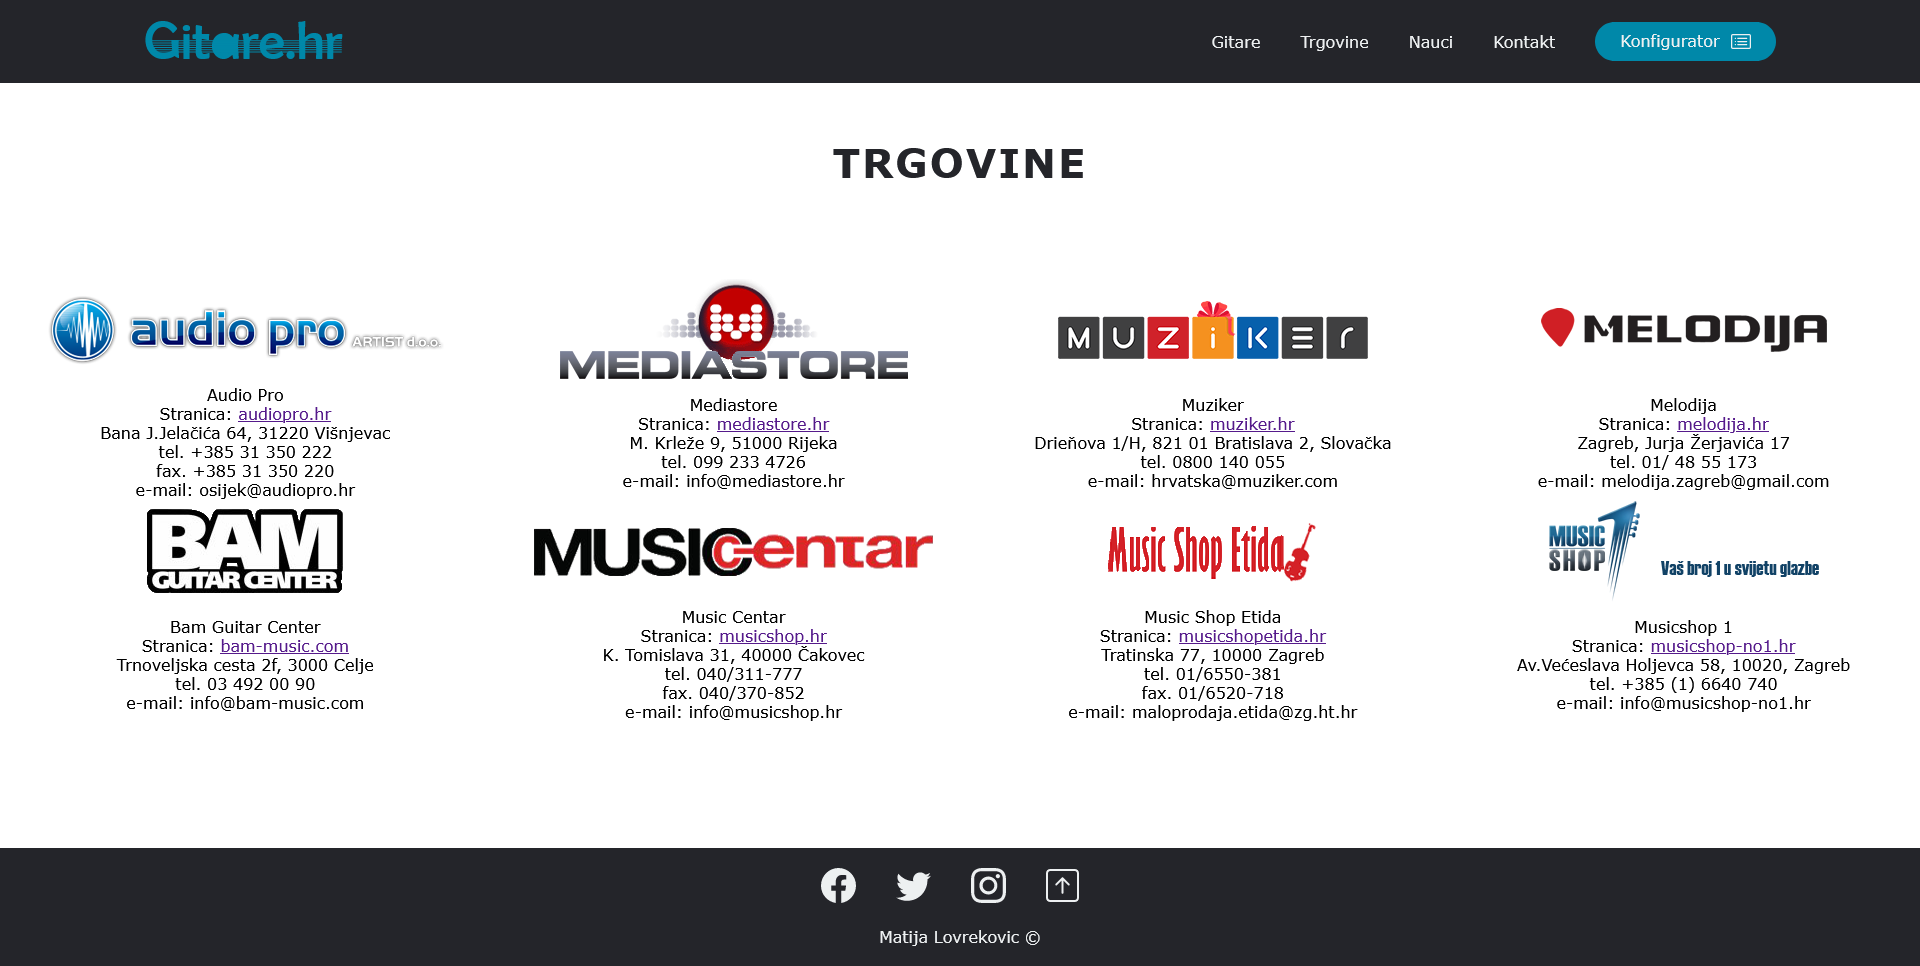 Gitare.hr
Gitare
Trgovine
Nauci
Kontakt
Konfigurator
TRGOVINE
audio pro ARTIST d.o.o.
Audio Pro
Stranica: audiopro.hr
Bana J.Jelačića 64, 31220 Višnjevac
tel. +385 31 350 222
fax. +385 31 350 220
e-mail: osijek@audiopro.hr
MEDIASTORE
Mediastore
Stranica: mediastore.hr
M. Krleže 9, 51000 Rijeka
tel. 099 233 4726
e-mail: info@mediastore.hr
MUZiKER
Muziker
Stranica: muziker.hr
Drieňova 1/H, 821 01 Bratislava 2, Slovačka
tel. 0800 140 055
e-mail: hrvatska@muziker.com
MELODIJA
Melodija
Stranica: melodija.hr
Zagreb, Jurja Žerjavića 17
tel. 01/ 48 55 173
e-mail: melodija.zagreb@gmail.com
BAM
GUITAR CENTER
Bam Guitar Center
Stranica: bam-music.com
Trnoveljska cesta 2f, 3000 Celje
tel. 03 492 00 90
e-mail: info@bam-music.com
MUSIC centar
Music Centar
Stranica: musicshop.hr
K. Tomislava 31, 40000 Čakovec
tel. 040/311-777
fax. 040/370-852
e-mail: info@musicshop.hr
Music Shop Etida
Music Shop Etida
Stranica: musicshopetida.hr
Tratinska 77, 10000 Zagreb
tel. 01/6550-381
fax. 01/6520-718
e-mail: maloprodaja.etida@zg.ht.hr
MUSIC
SHOP
1
Vaš broj 1 u svijetu glazbe
Musicshop 1
Stranica: musicshop-no1.hr
Av.Većeslava Holjevca 58, 10020, Zagreb
tel. +385 (1) 6640 740
e-mail: info@musicshop-no1.hr
Matija Lovrekovic ©